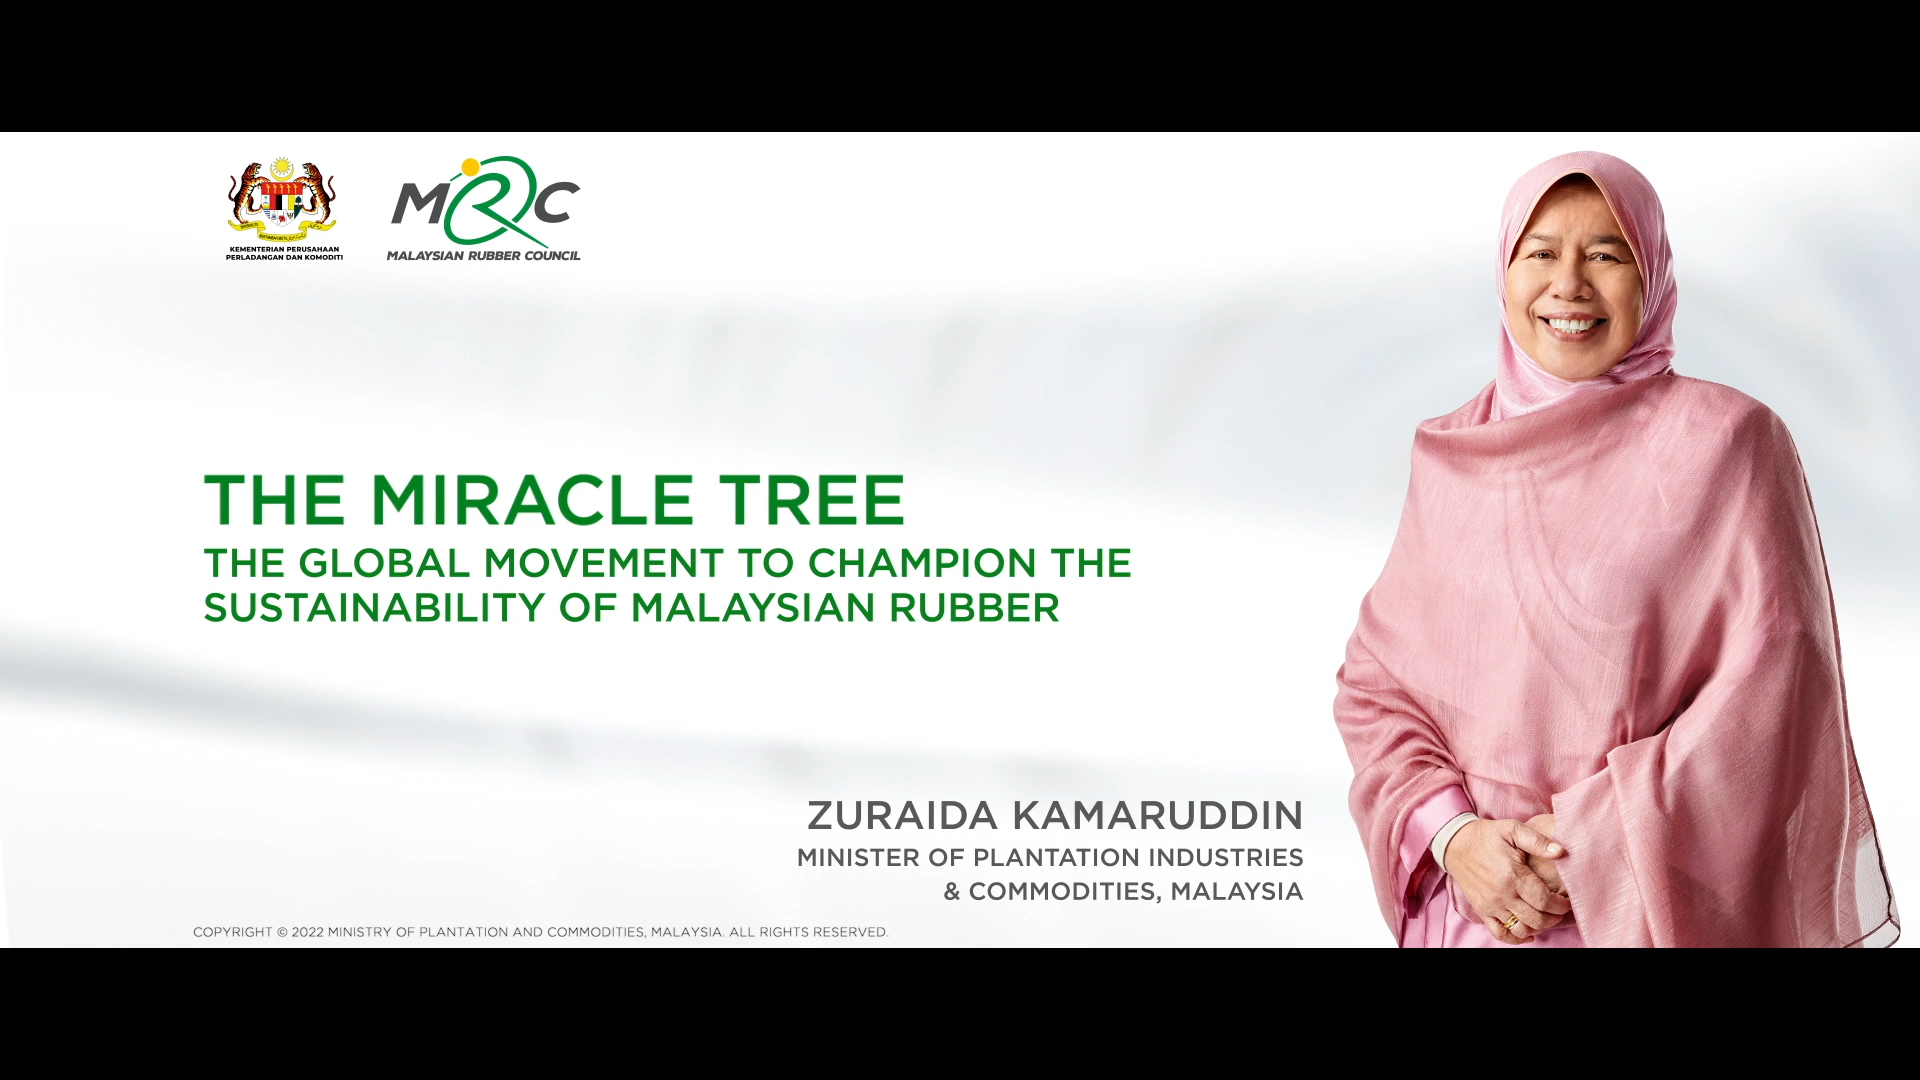 KEMENTERIAN PERUSAHAAN
PERLADANGAN DAN KOMODITI
MRC
MALAYSIAN RUBBER COUNCIL
THE MIRACLE TREE
THE GLOBAL MOVEMENT TO CHAMPION THE
SUSTAINABILITY OF MALAYSIAN RUBBER
ZURAIDA KAMARUDDIN
MINISTER OF PLANTATION INDUSTRIES
& COMMODITIES, MALAYSIA
COPYRIGHT © 2022 MINISTRY OF PLANTATION AND COMMODITIES, MALAYSIA. ALL RIGHTS RESERVED.